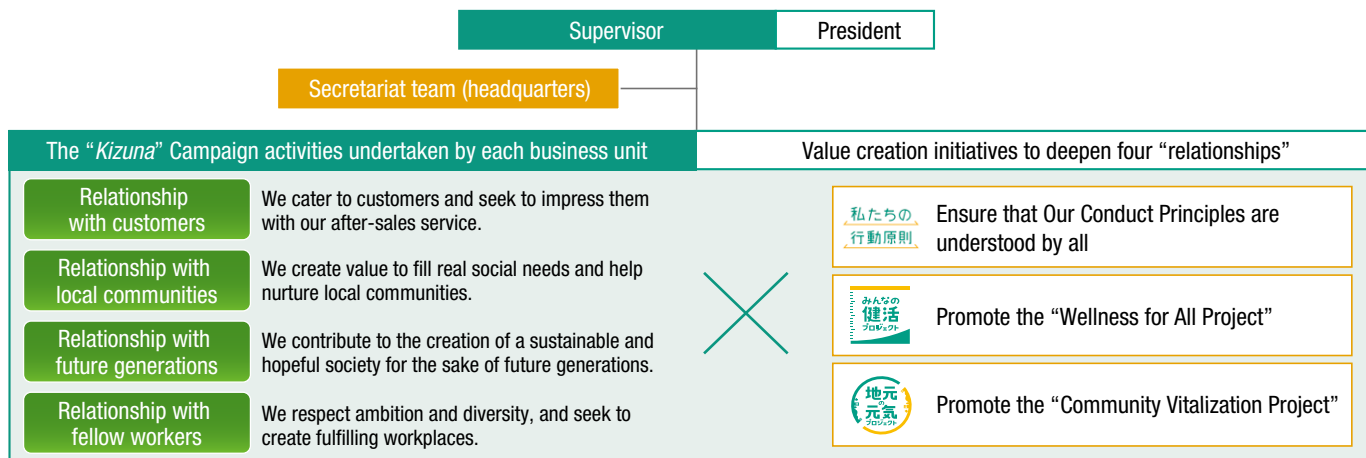 Supervisor
President
Secretariat team (headquarters)
The “Kizuna” Campaign activities undertaken by each business unit
Value creation initiatives to deepen four “relationships”
Relationship
with customers
We cater to customers and seek to impress them
with our after-sales service.
Relationship with
local communities
We create value to fill real social needs and help
nurture local communities.
Relationship with
future generations
We contribute to the creation of a sustainable and
hopeful society for the sake of future generations.
Relationship with
fellow workers
We respect ambition and diversity, and seek to
create fulfilling workplaces.
私たちの
行動原則
Ensure that Our Conduct Principles are
understood by all
みんなの
健活
プロジェクト
Promote the “Wellness for All Project”
地元
の
元気
プロジェクト
Promote the “Community Vitalization Project”